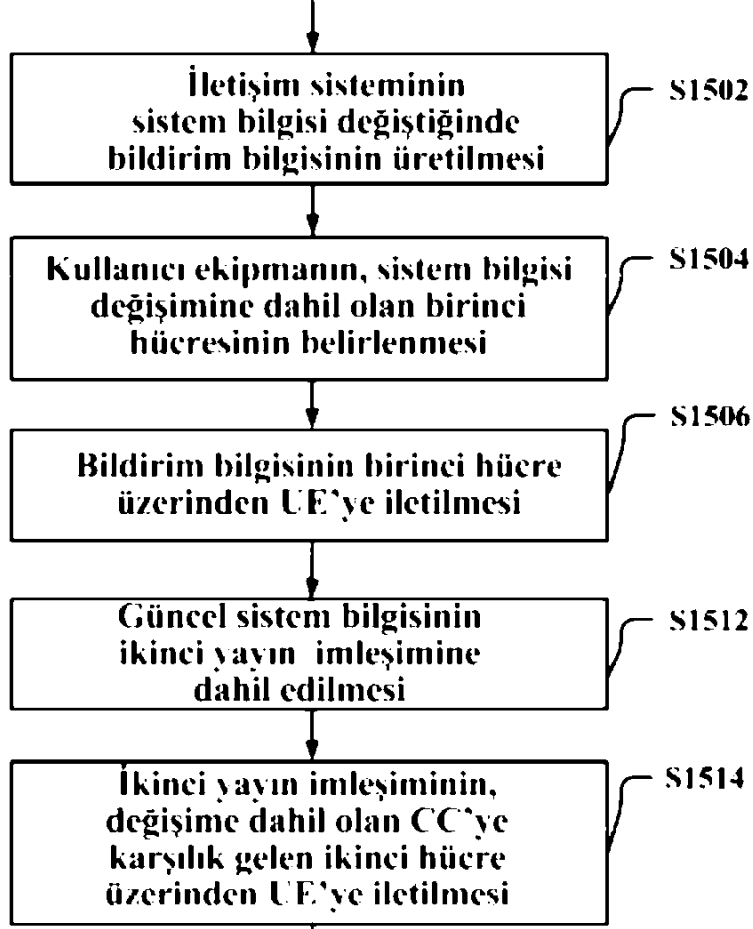 İletişim sisteminin
sistem bilgisi değiştiğinde
bildirim bilgisinin üretilmesi
S1502
Kullanıcı ekipmanın, sistem bilgisi
değişimine dahil olan birinci
hücresinin belirlenmesi
S1504
Bildirim bilgisinin birinci hücre
üzerinden UE'ye iletilmesi
S1506
Güncel sistem bilgisinin
ikinci yayın imleşimine
dahil edilmesi
S1512
İkinci yayın imleşiminin,
değişime dahil olan CC'ye
karşılık gelen ikinci hücre
üzerinden UE'ye iletilmesi
S1514